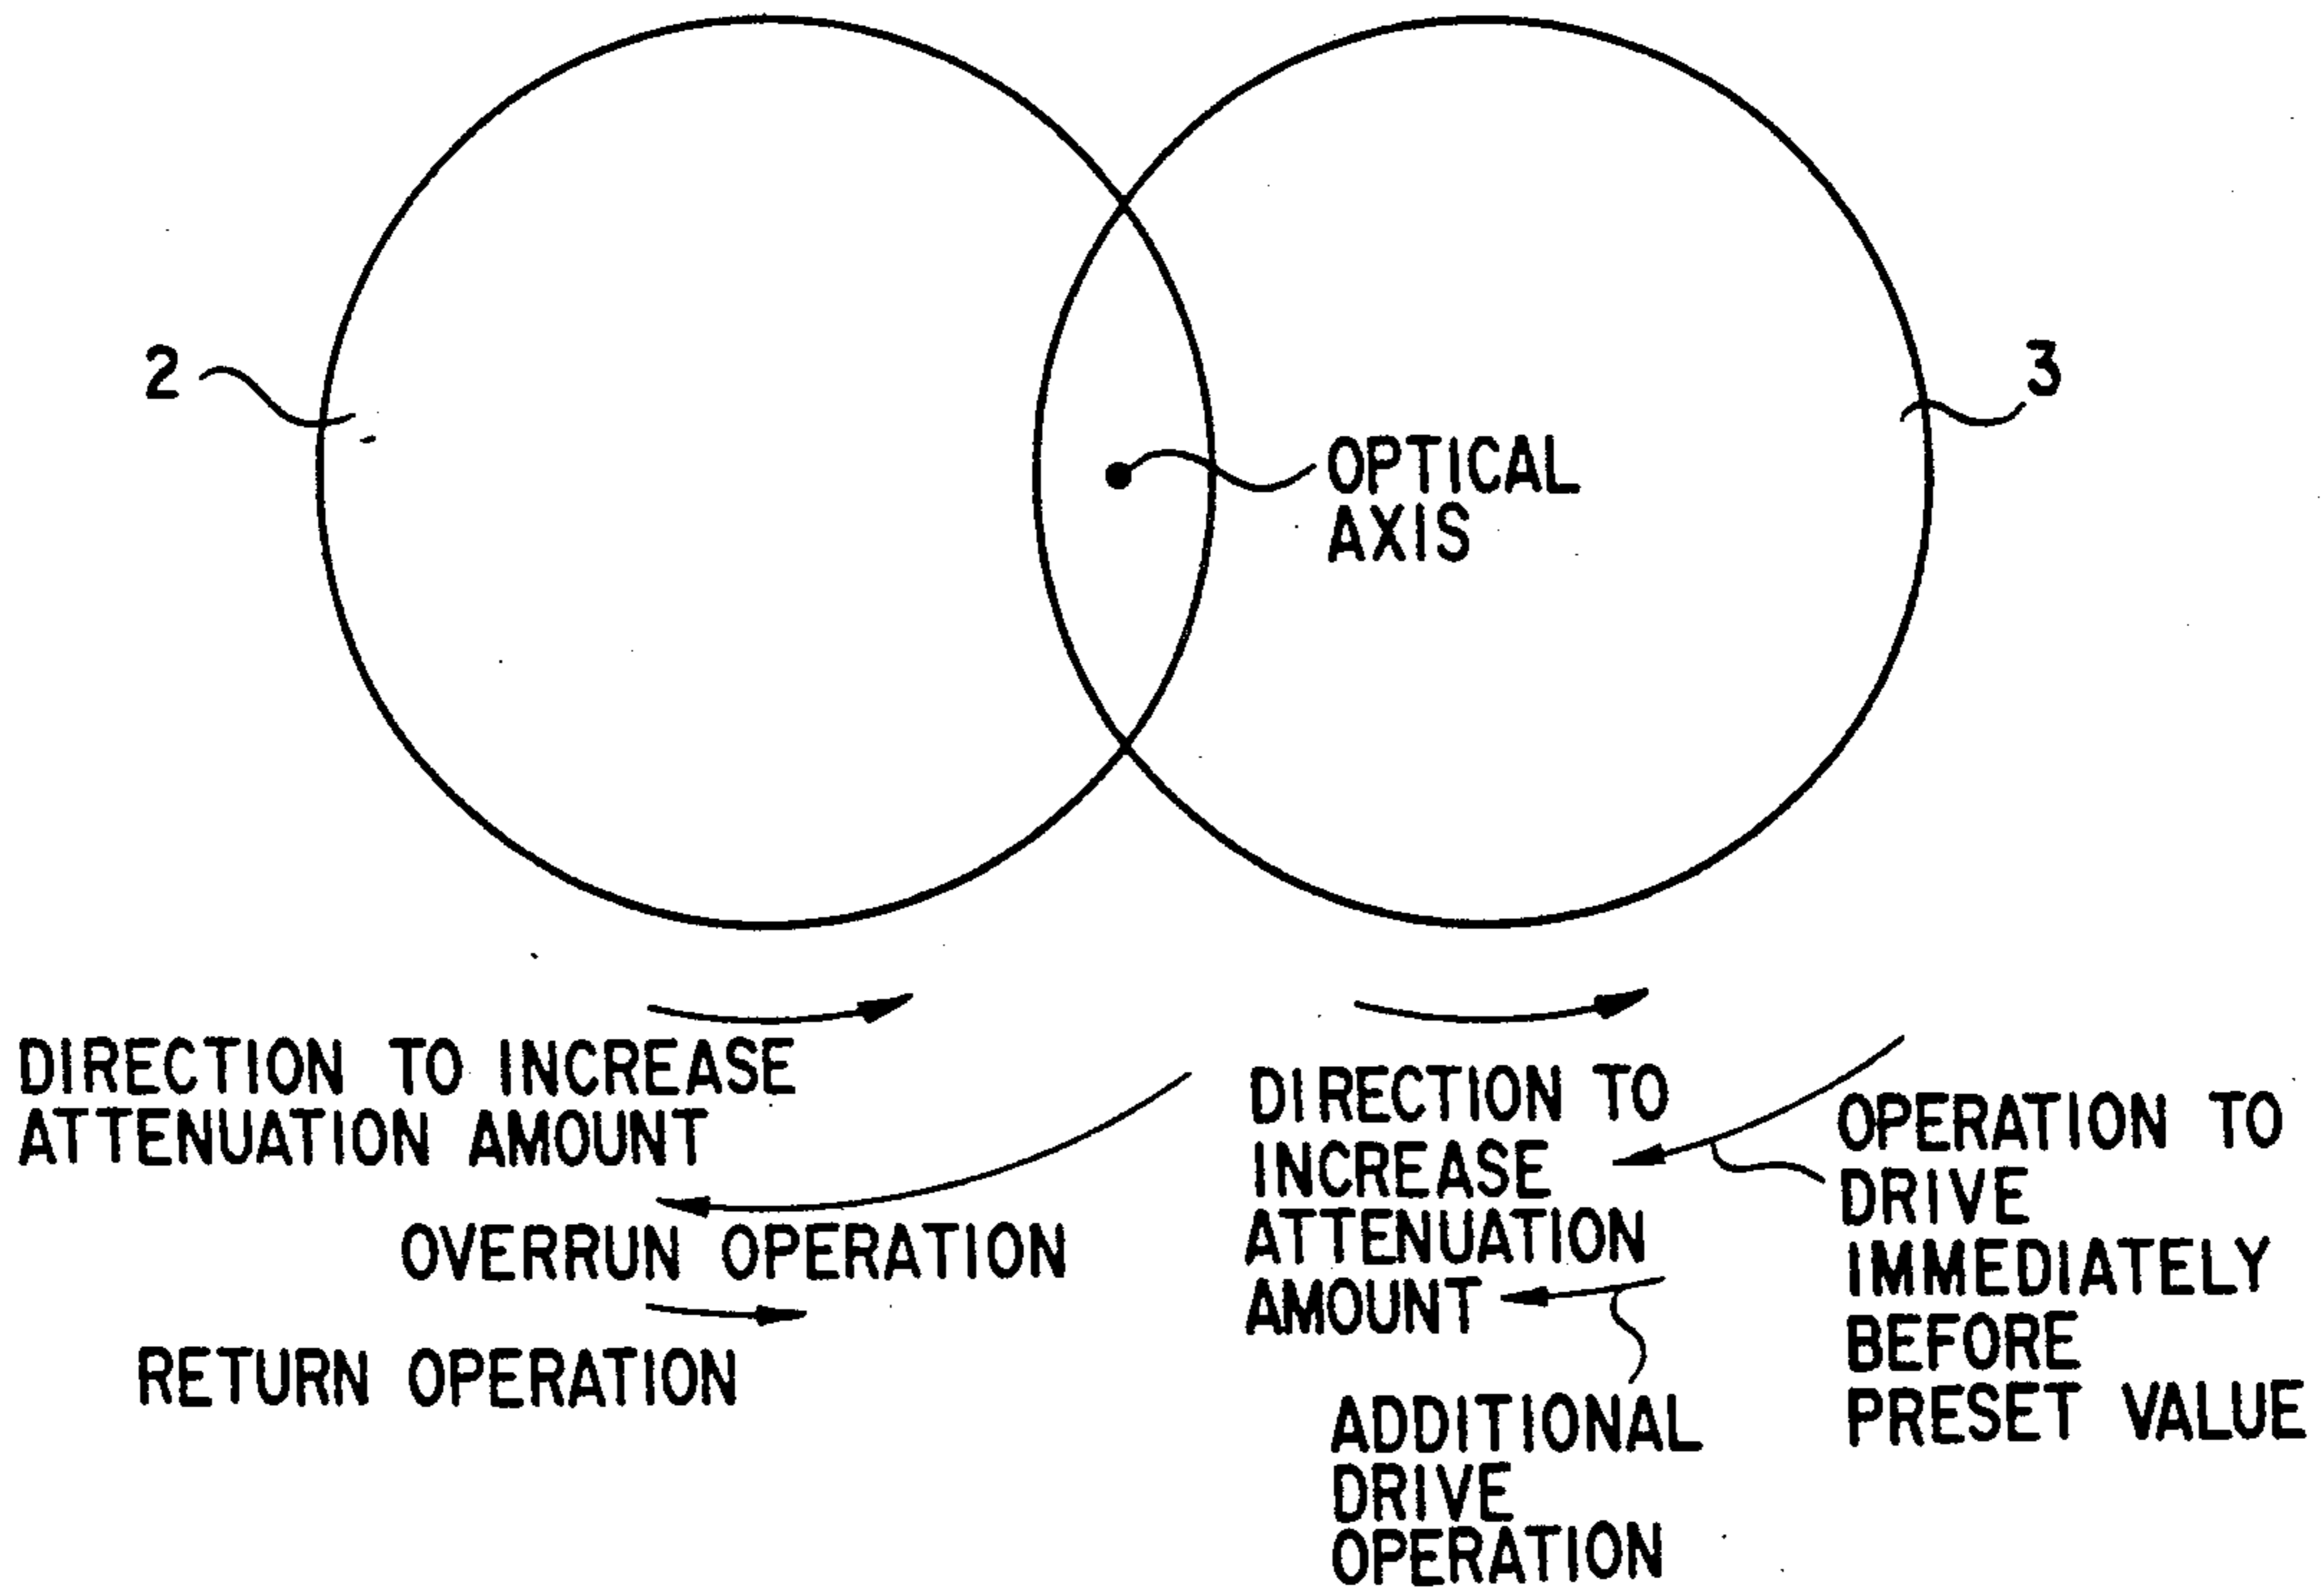 2
3
OPTICAL
AXIS
DIRECTION TO INCREASE
ATTENUATION AMOUNT
OVERRUN OPERATION
RETURN OPERATION
DIRECTION TO
INCREASE
ATTENUATION
AMOUNT
OPERATION TO
DRIVE
IMMEDIATELY
BEFORE
PRESET VALUE
ADDITIONAL
DRIVE
OPERATION